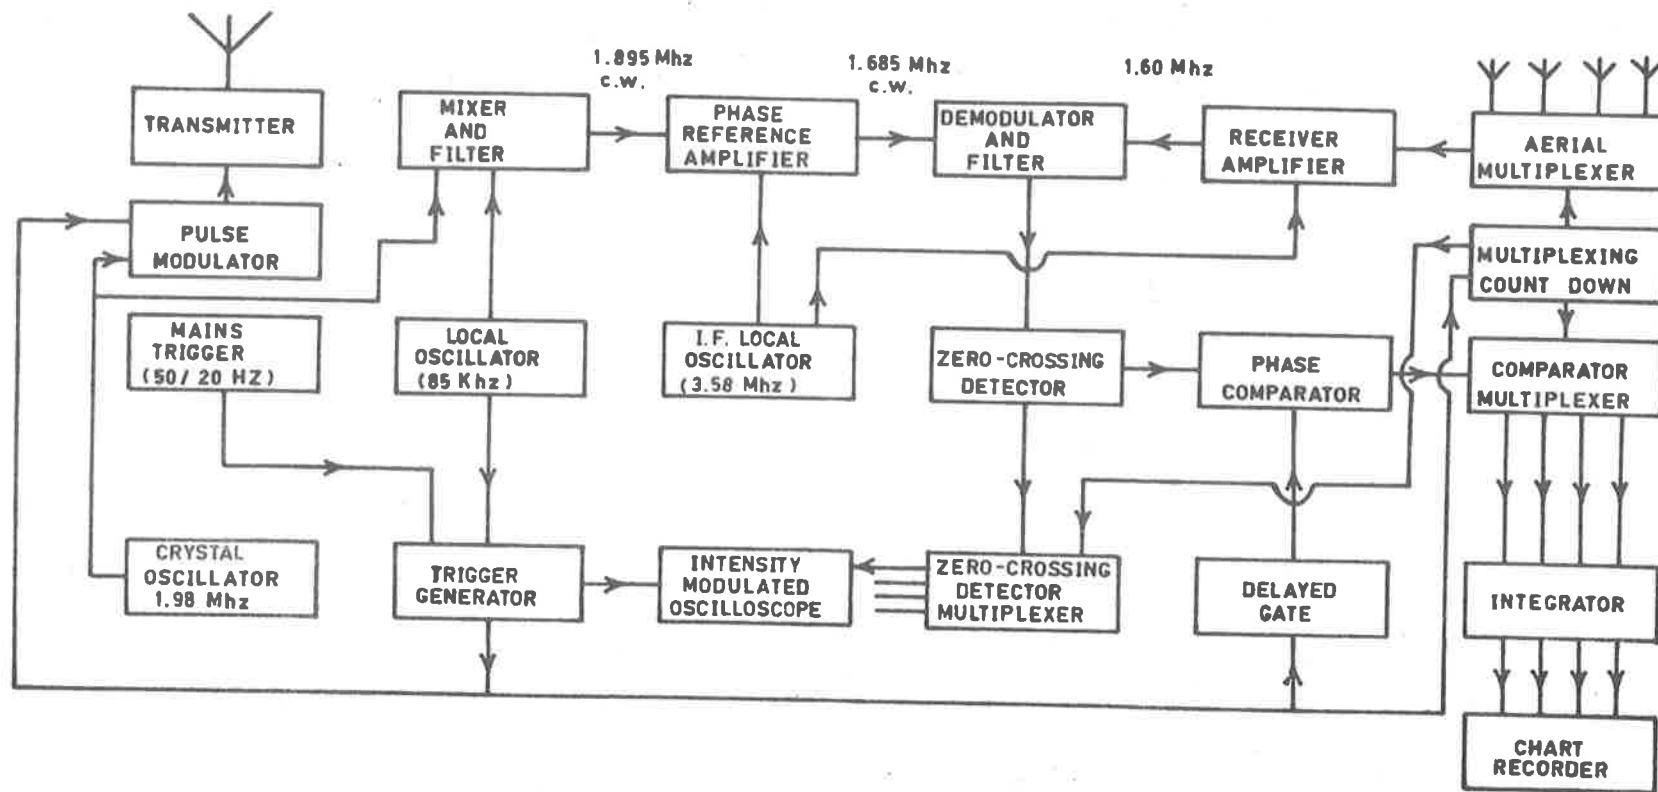 1.895 Mhz
c.w.
1.685 Mhz
c.w.
1.60 Mhz
TRANSMITTER
MIXER
AND
FILTER
PHASE
REFERENCE
AMPLIFIER
DEMODULATOR
AND
FILTER
RECEIVER
AMPLIFIER
AERIAL
MULTIPLEXER
PULSE
MODULATOR
MULTIPLEXING
COUNT DOWN
MAINS
TRIGGER
(50/20 HZ)
LOCAL
OSCILLATOR
(85 Khz)
I.F. LOCAL
OSCILLATOR
(3.58 Mhz)
ZERO-CROSSING
DETECTOR
PHASE
COMPARATOR
COMPARATOR
MULTIPLEXER
CRYSTAL
OSCILLATOR
1.98 Mhz
TRIGGER
GENERATOR
INTENSITY
MODULATED
OSCILLOSCOPE
ZERO-CROSSING
DETECTOR
MULTIPLEXER
DELAYED
GATE
INTEGRATOR
CHART
RECORDER